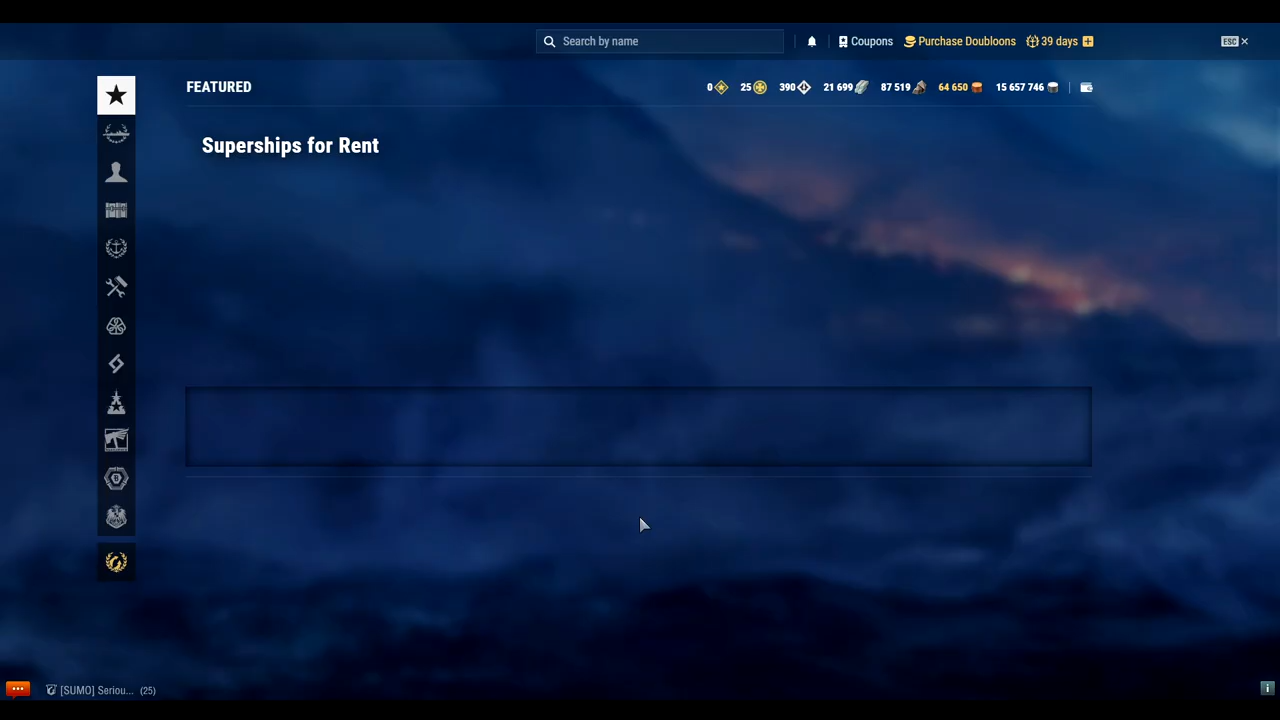 Search by name
Coupons
Purchase Doubloons
39 days
ESC
FEATURED
0
25
390
21 699
87 519
64 650
15 657 746
Superships for Rent
[SUMO] Seriou... (25)